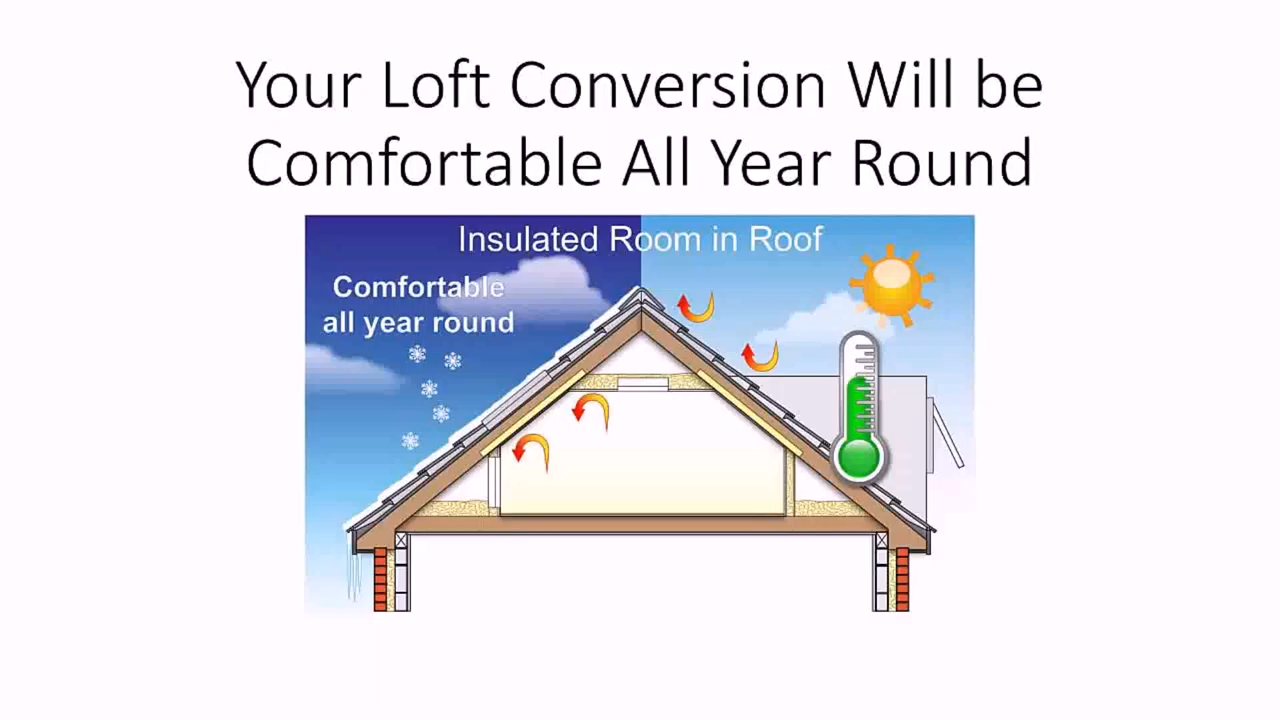 Your Loft Conversion Will be
Comfortable All Year Round
Insulated Room in Roof
Comfortable
all year round